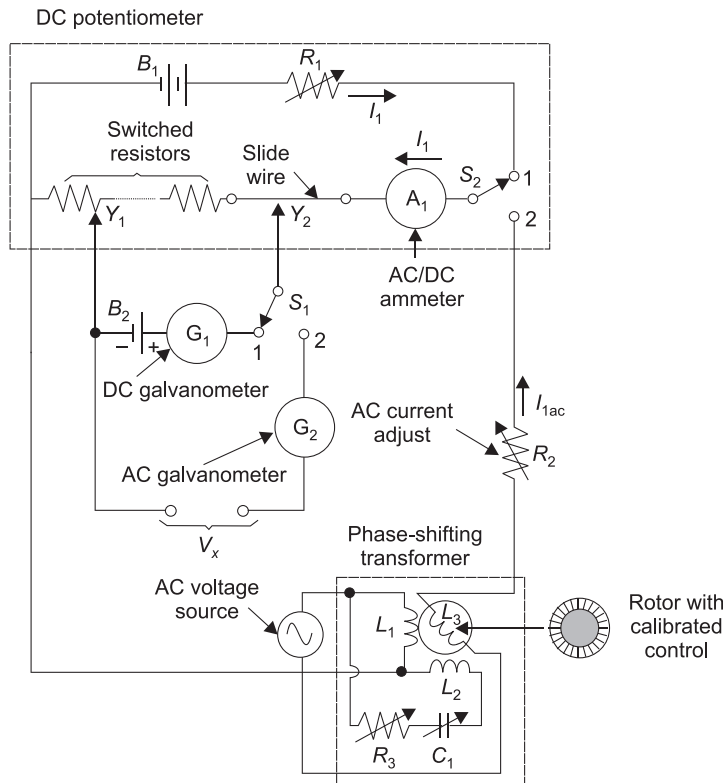 DC potentiometer
B1
R1
I1
Switched
resistors
Slide
wire
I1
S2
1
2
A1
Y1
Y2
AC/DC
ammeter
B2
S1
G1
1
2
− +
DC galvanometer
I1ac
AC current
adjust
G2
R2
AC galvanometer
Vx
Phase-shifting
transformer
AC voltage
source
L1
L3
Rotor with
calibrated
control
L2
R3
C1